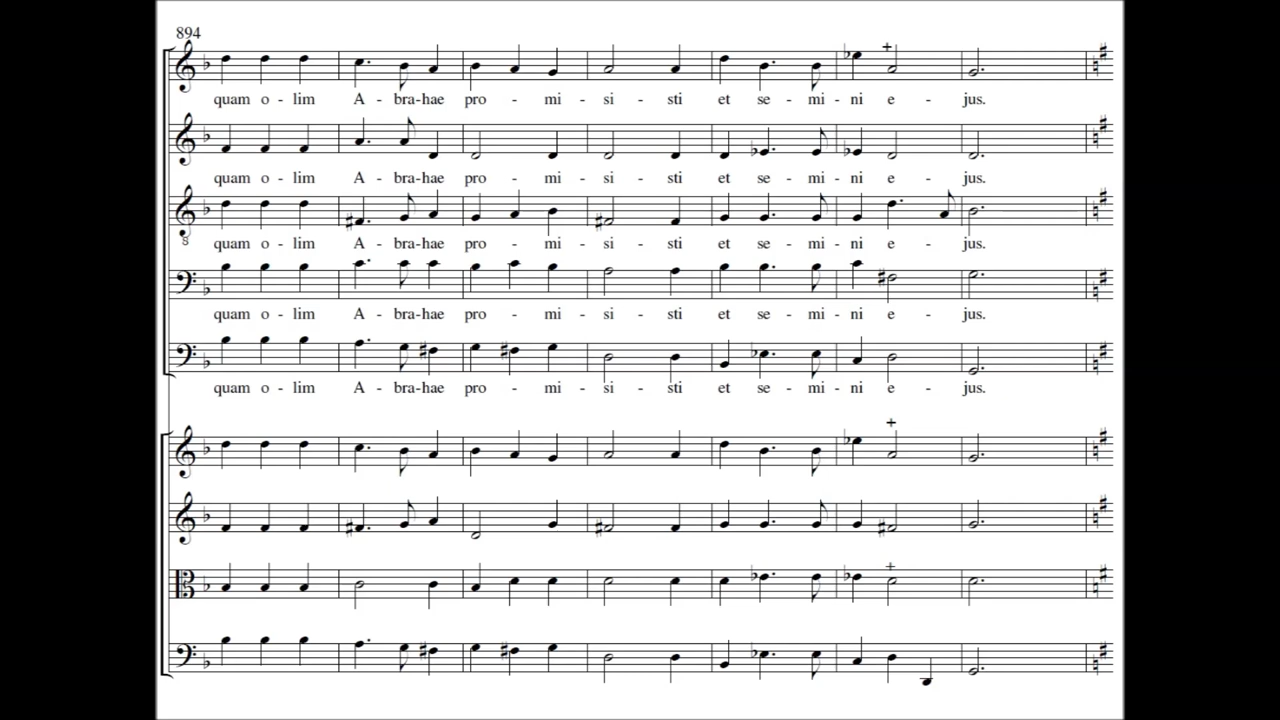 894
quam o - lim A - bra-hae pro - mi - si - sti et se - mi - ni e - jus.
quam o - lim A - bra-hae pro - mi - si - sti et se - mi - ni e - jus.
8
quam o - lim A - bra-hae pro - mi - si - sti et se - mi - ni e - jus.
quam o - lim A - bra-hae pro - mi - si - sti et se - mi - ni e - jus.
quam o - lim A - bra-hae pro - mi - si - sti et se - mi - ni e - jus.